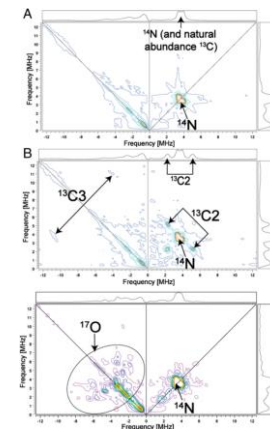 A
¹⁴N (and natural
abundance ¹³C)
Frequency [MHz]
¹⁴N
Frequency [MHz]
B
¹³C3
¹³C2
¹³C2
Frequency [MHz]
¹⁴N
Frequency [MHz]
¹⁷O
Frequency [MHz]
¹⁴N
Frequency [MHz]